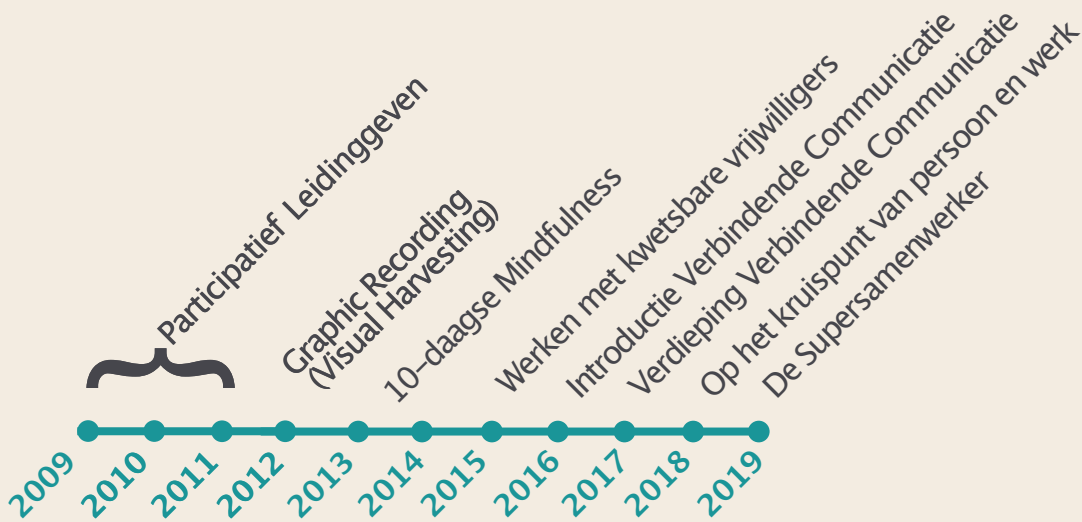 Participatief Leidinggeven
Graphic Recording
(Visual Harvesting)
10-daagse Mindfulness
Werken met kwetsbare vrijwilligers
Introductie Verbindende Communicatie
Verdieping Verbindende Communicatie
Op het kruispunt van persoon en werk
De Supersamenwerker
2009
2010
2011
2012
2013
2014
2015
2016
2017
2018
2019